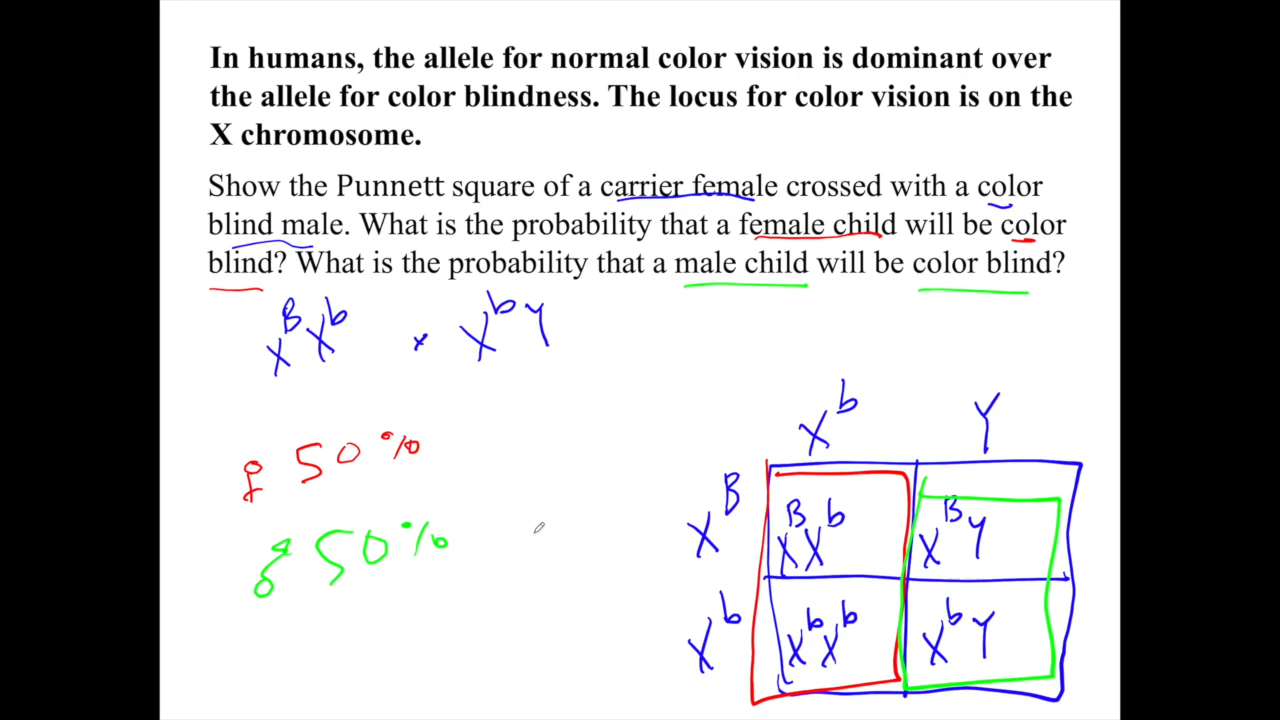 In humans, the allele for normal color vision is dominant over
the allele for color blindness. The locus for color vision is on the
X chromosome.
Show the Punnett square of a carrier female crossed with a color
blind male. What is the probability that a female child will be color
blind? What is the probability that a male child will be color blind?
X^B X^b × X^b Y
♀ 50%
♂ 50%
X^b Y
X^B X^B X^b X^B Y
X^b X^b X^b X^b Y